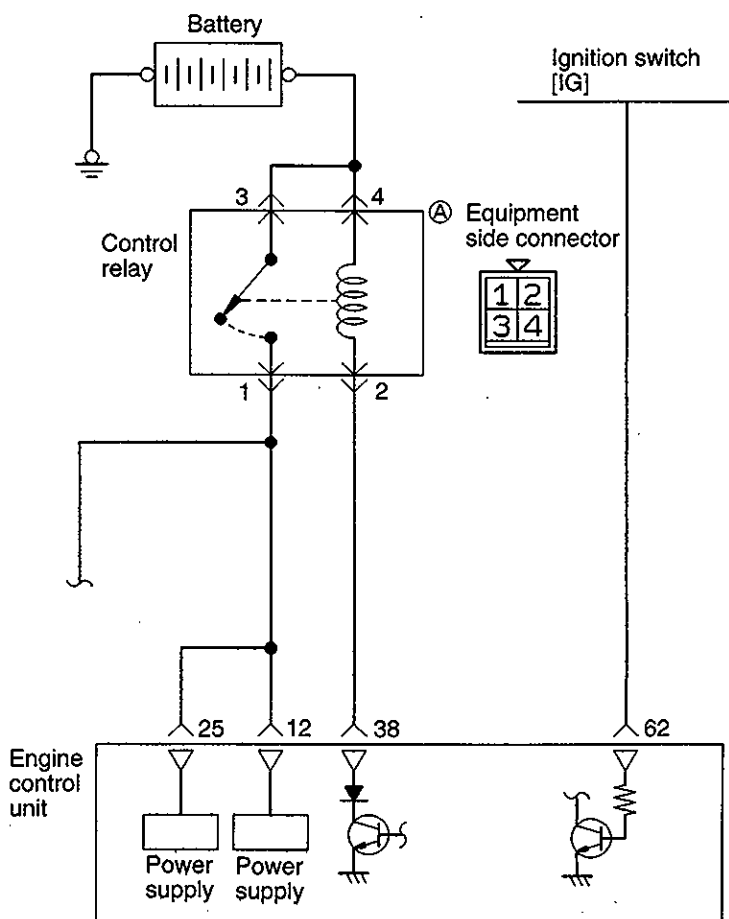 Battery
Ignition switch
[IG]
3
4
Ⓐ Equipment
side connector
Control
relay
1 2
3 4
1
2
25
12
38
62
Engine
control
unit
Power
supply
Power
supply